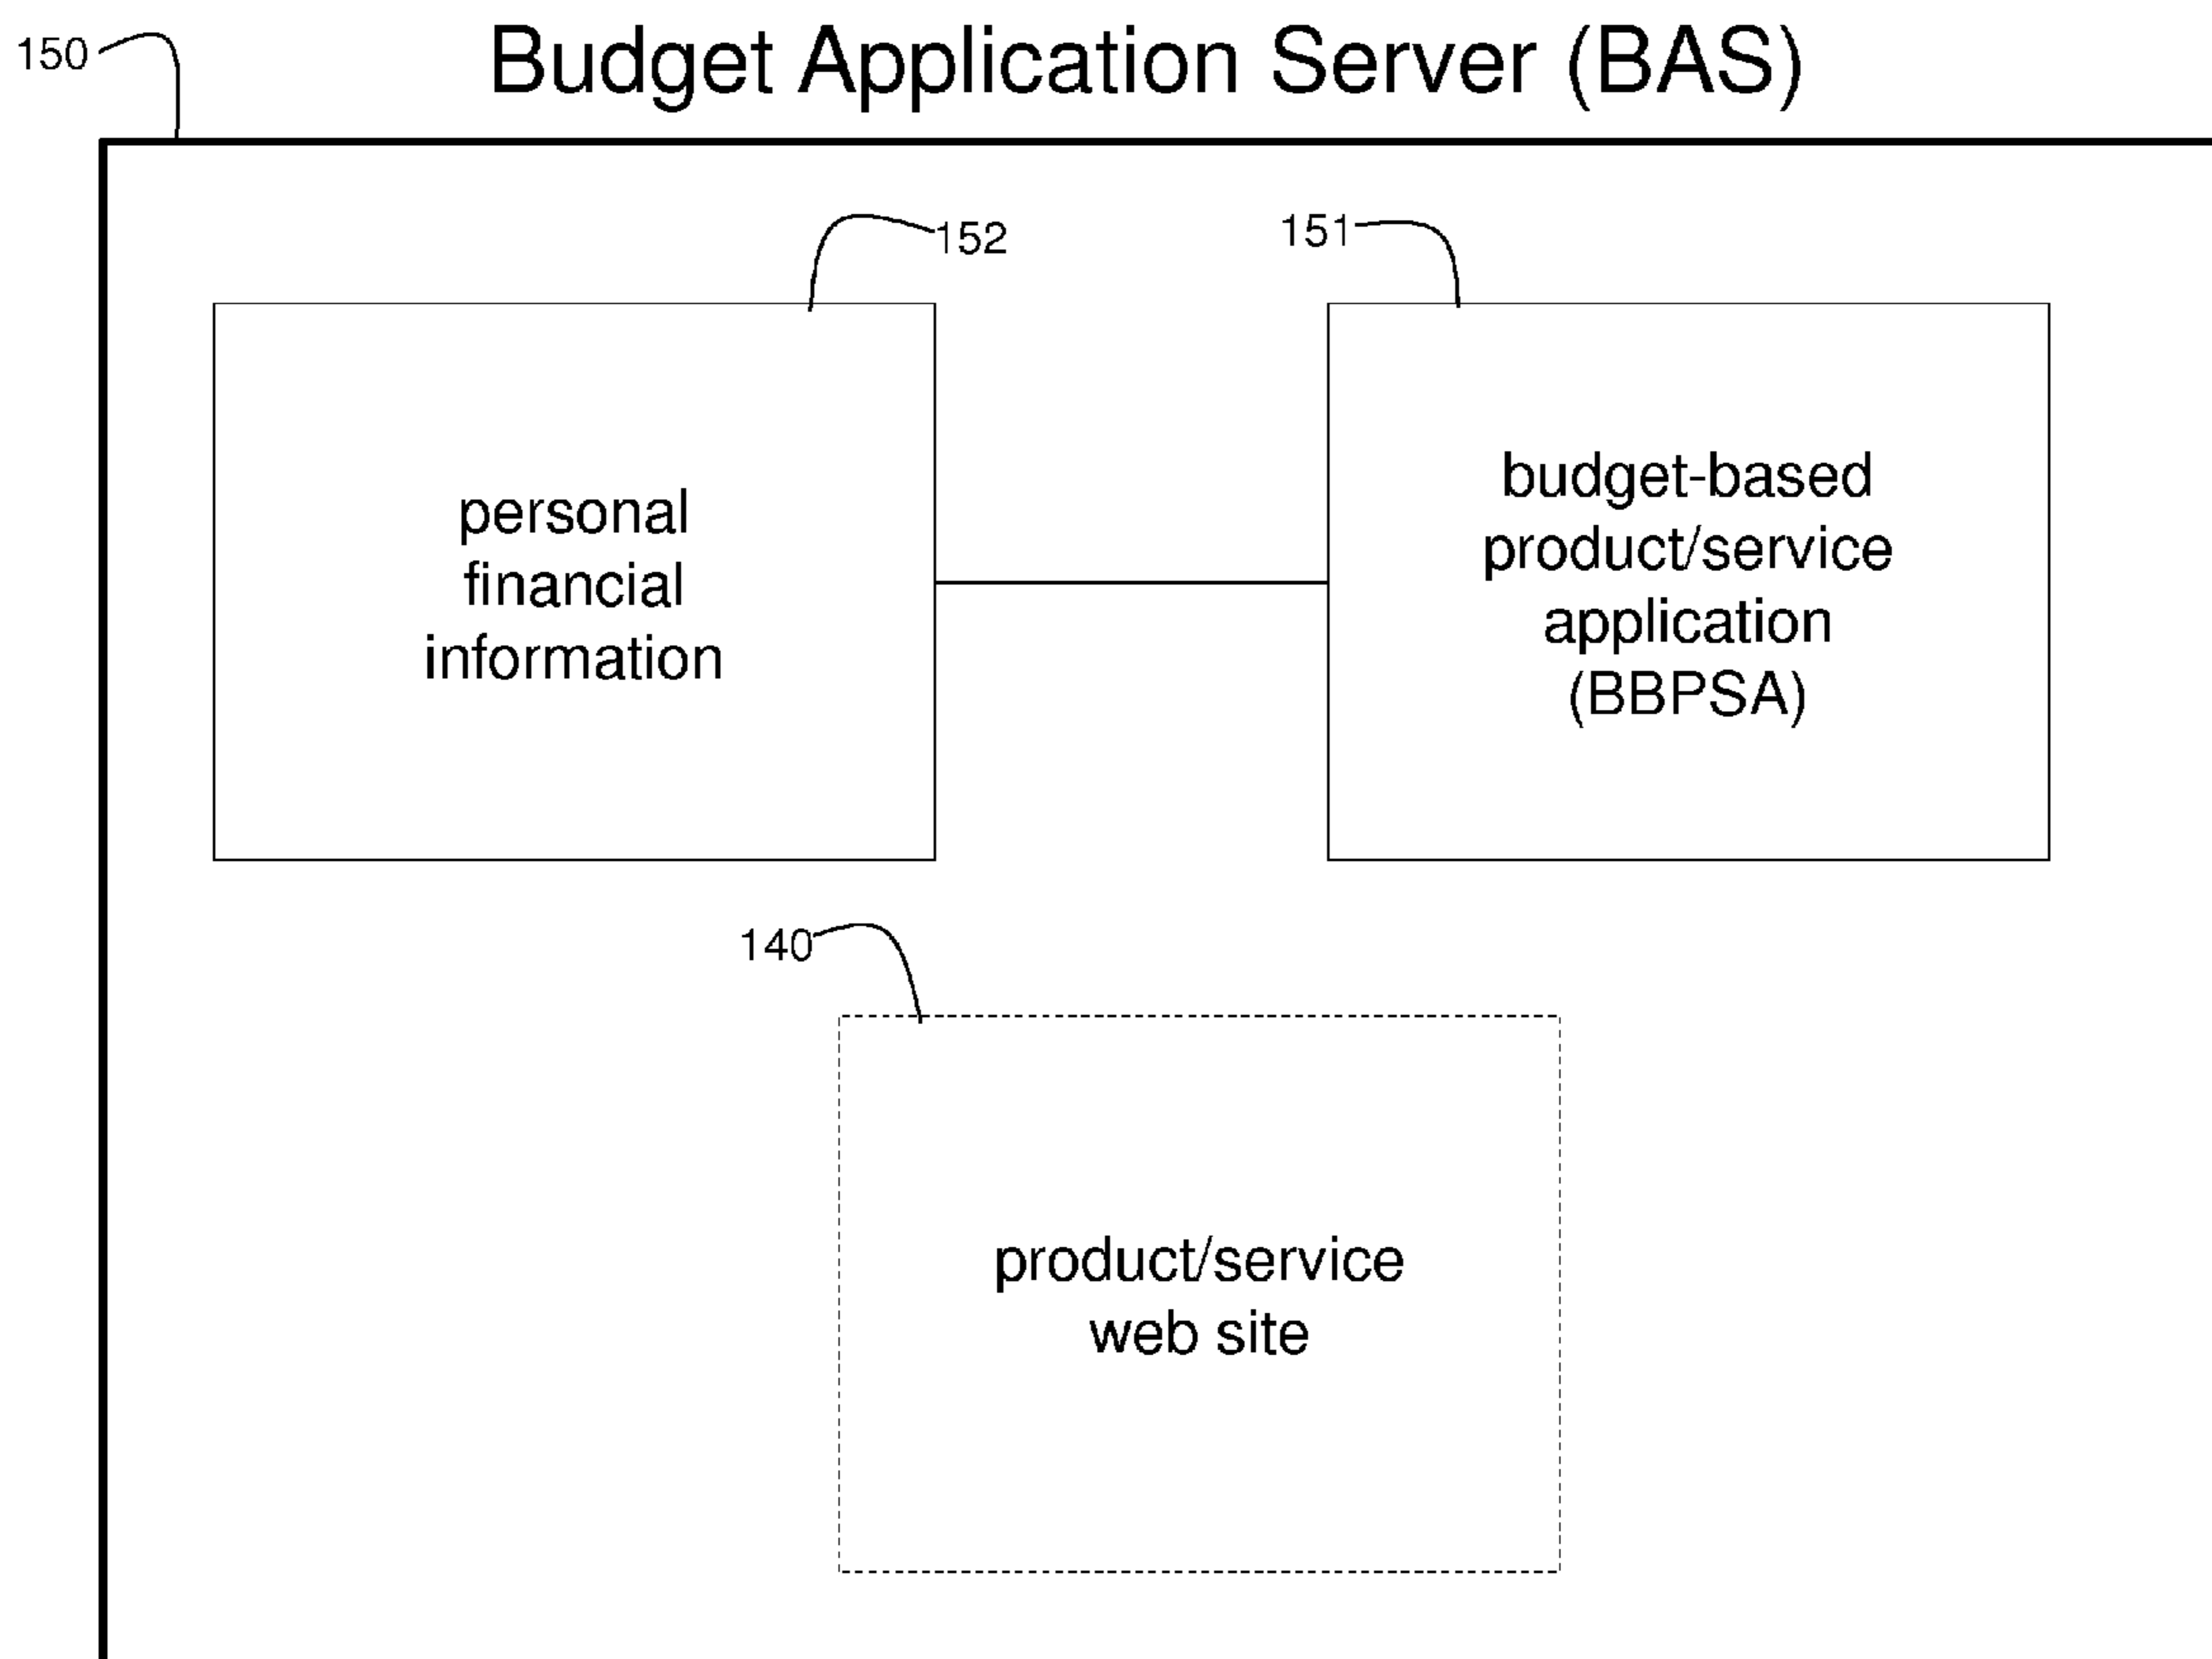 150
Budget Application Server (BAS)
152
151
personal
financial
information
budget-based
product/service
application
(BBPSA)
140
product/service
web site